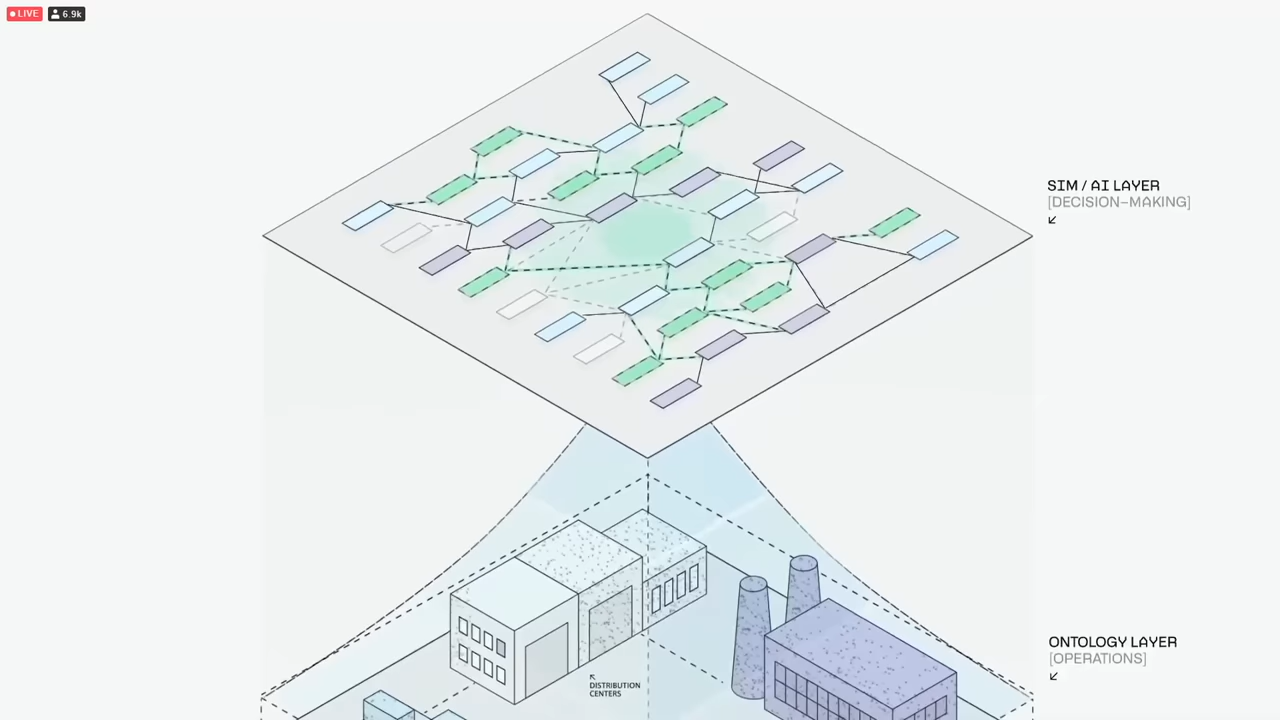 LIVE
6.9k
SIM / AI LAYER
[DECISION-MAKING]
ONTOLOGY LAYER
[OPERATIONS]
DISTRIBUTION
CENTERS